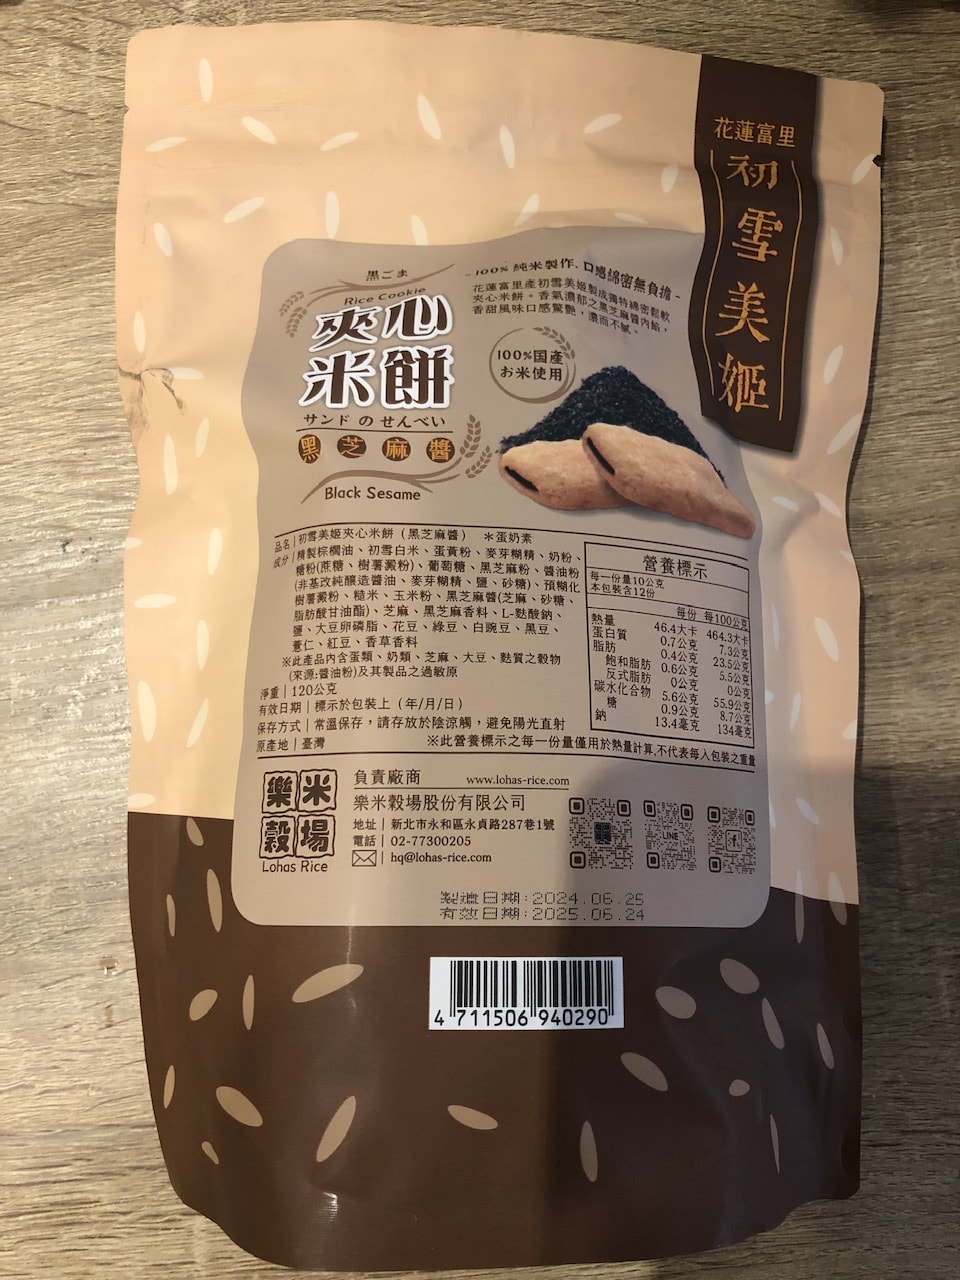 花蓮富里
初雪美姬
黒ごま
Rice Cookie
夾心
米餅
サンド の せんべい
黑芝麻醬
Black Sesame
-100% 純米製作、口感綿密無負擔-
花蓮富里產初雪美姬製成獨特綿密鬆軟
夾心米餅。香氣濃郁之黑芝麻醬內餡，
香甜風味口感驚艷，濃而不膩。
100%国産
お米使用
品名｜初雪美姬夾心米餅（黑芝麻醬） ＊蛋奶素
成分｜精製棕櫚油、初雪白米、蛋黃粉、麥芽糊精、奶粉、
糖粉(蔗糖、樹薯澱粉)、葡萄糖、黑芝麻粉、醬油粉
(非基改純釀造醬油、麥芽糊精、鹽、砂糖)、預糊化
樹薯澱粉、糙米、玉米粉、黑芝麻醬(芝麻、砂糖、
脂肪酸甘油酯)、芝麻、黑芝麻香料、L-麩酸鈉、
鹽、大豆卵磷脂、花豆、綠豆、白豌豆、黑豆、
薏仁、紅豆、香草香料
※此產品內含蛋類、奶類、芝麻、大豆、麩質之穀物
(來源:醬油粉)及其製品之過敏原
淨重｜120公克
有效日期｜標示於包裝上（年/月/日）
保存方式｜常溫保存，請存放於陰涼觸，避免陽光直射
原產地｜臺灣
營養標示
每一份量10公克
本包裝含12份
每份 每100公克
熱量 46.4大卡 464.3大卡
蛋白質 0.7公克 7.3公克
脂肪 0.4公克 23.5公克
飽和脂肪 0.6公克 5.5公克
反式脂肪 0公克 0公克
碳水化合物 5.6公克 55.9公克
糖 0.9公克 8.7公克
鈉 13.4毫克 134毫克
※此營養標示之每一份量僅用於熱量計算,不代表每入包裝之重量
樂米
穀場
Lohas Rice
負責廠商 www.lohas-rice.com
樂米穀場股份有限公司
地址｜新北市永和區永貞路287巷1號
電話｜02-77300205
hq@lohas-rice.com
LINE
f
製造日期:2024.06.25
有效日期:2025.06.24
4 711506 940290